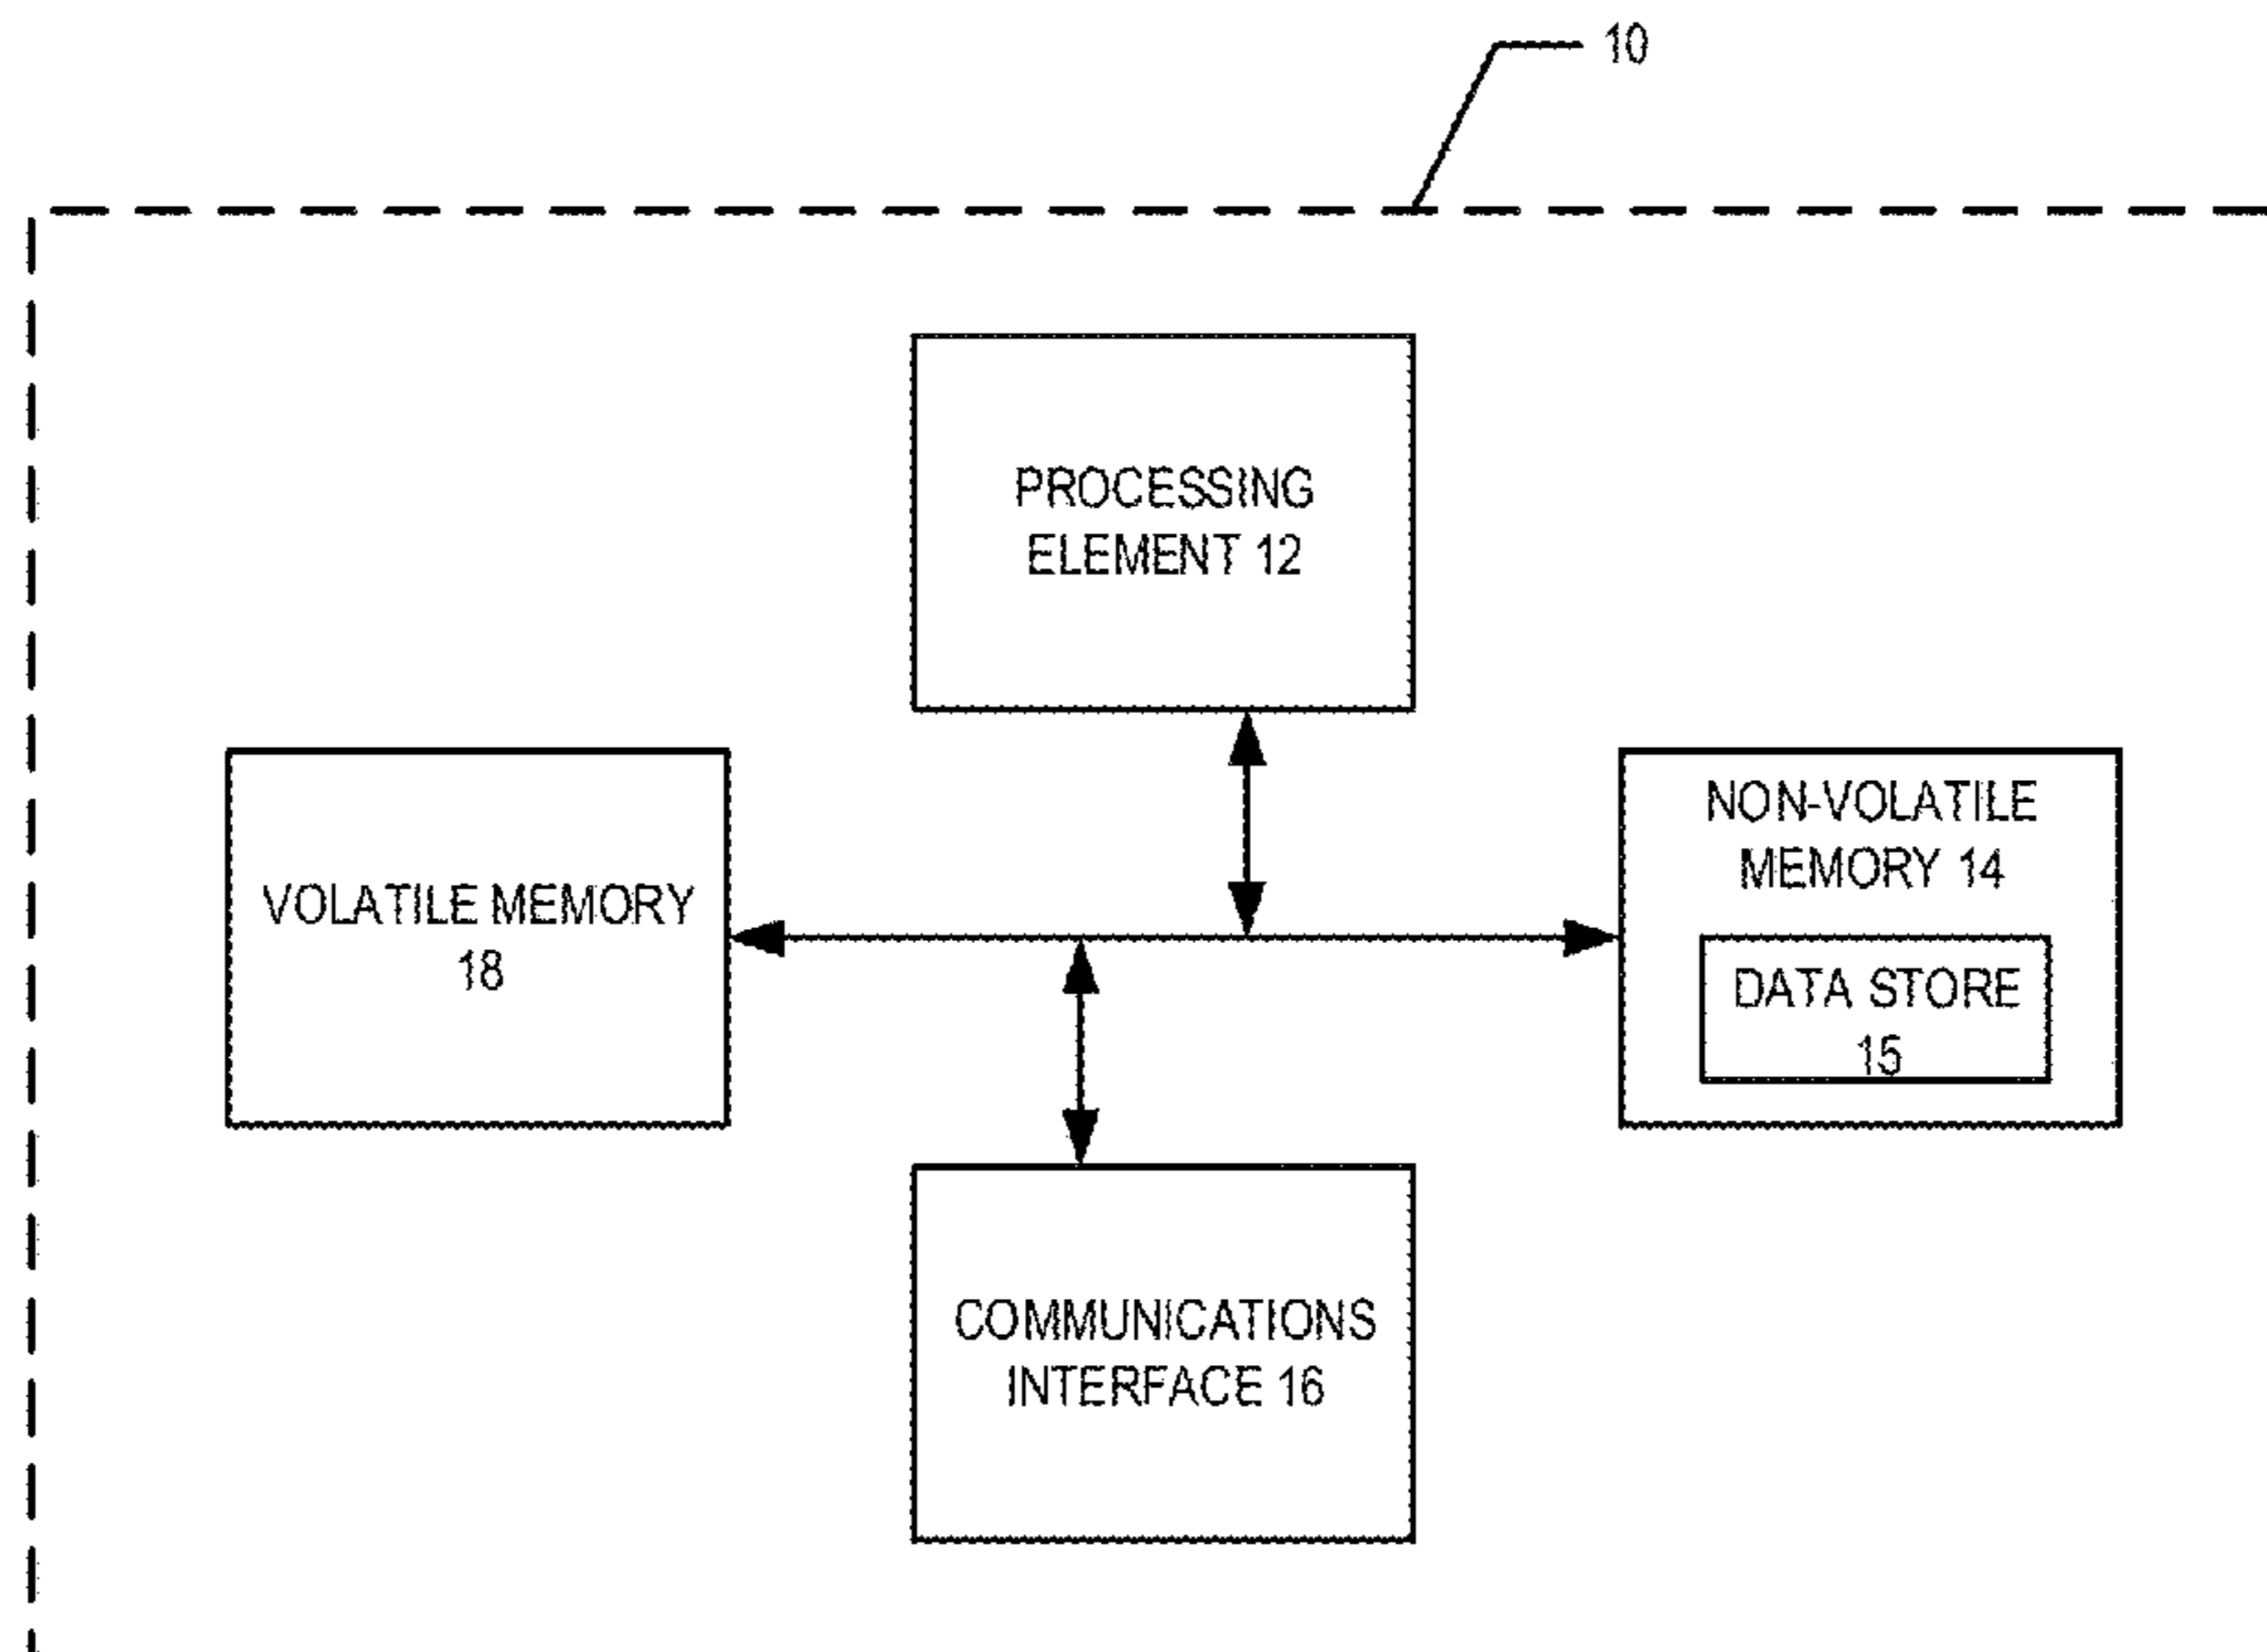 10
PROCESSING
ELEMENT 12
VOLATILE MEMORY
18
NON-VOLATILE
MEMORY 14
DATA STORE
15
COMMUNICATIONS
INTERFACE 16